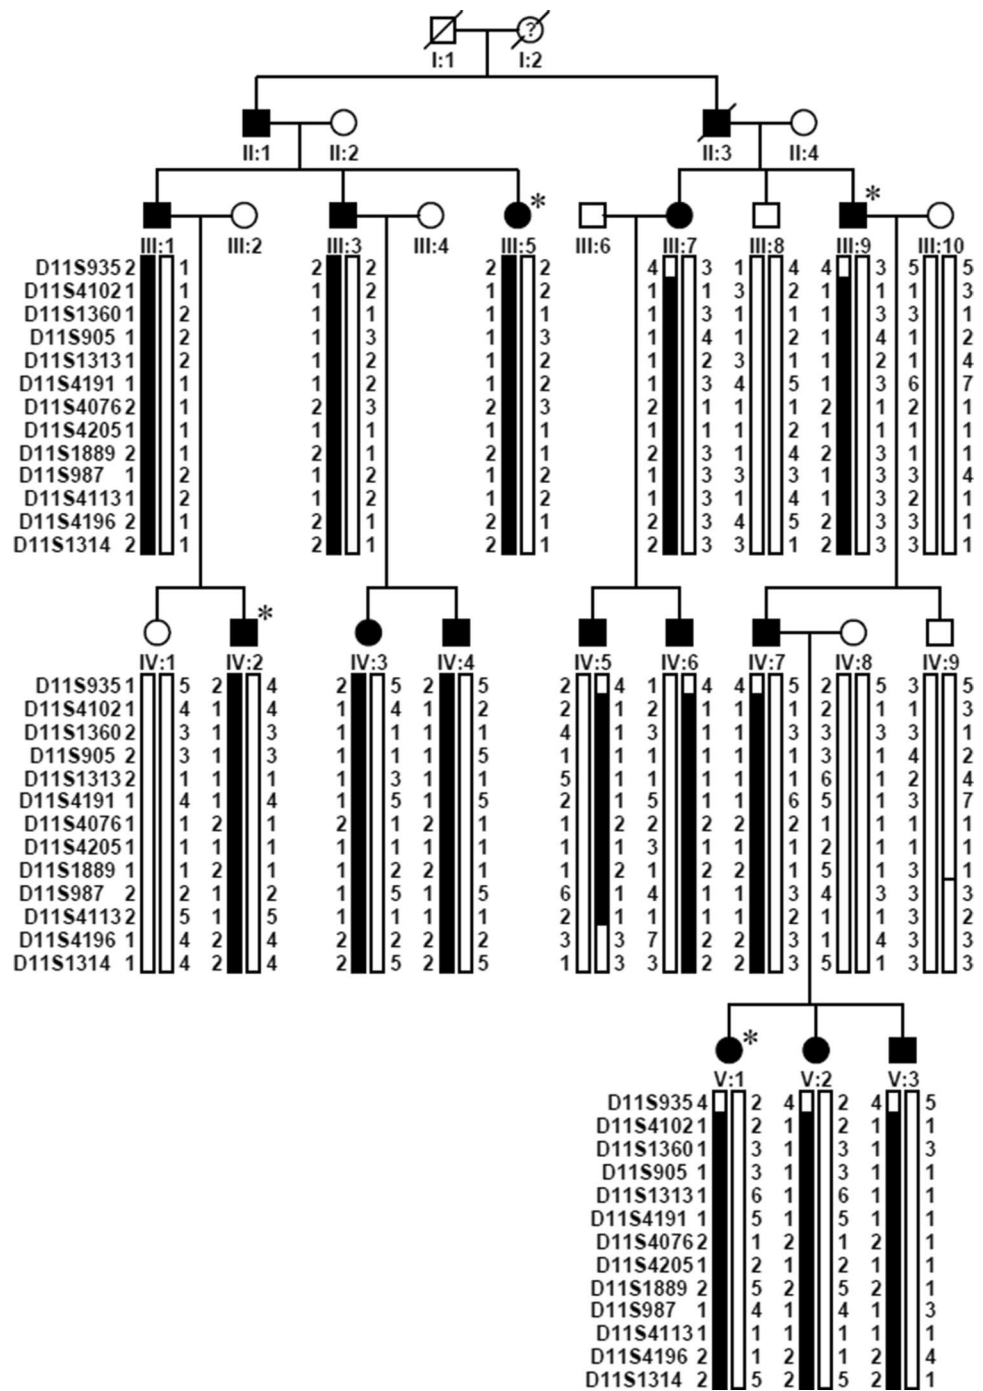 ?
I:1 I:2
II:1 II:2 II:3 II:4
* *
III:1 III:2 III:3 III:4 III:5 III:6 III:7 III:8 III:9 III:10
D11S935 2 1 2 2 2 2 4 3 1 4 4 3 5 5
D11S4102 1 1 1 2 1 2 1 1 3 2 1 1 1 3
D11S1360 1 2 1 1 1 1 1 3 1 1 1 1 3 1
D11S905 1 2 1 3 1 3 1 4 1 2 1 4 1 2
D11S1313 1 2 1 2 1 2 1 2 3 1 1 2 1 4
D11S4191 1 1 1 2 1 2 1 3 4 5 1 3 6 7
D11S4076 2 1 2 3 2 3 2 1 1 1 2 1 2 1
D11S4205 1 1 1 1 1 1 1 1 1 2 1 1 1 1
D11S1889 2 1 2 1 2 1 2 3 1 4 2 3 1 1
D11S987 1 2 1 2 1 2 1 3 3 3 1 3 3 4
D11S4113 1 2 1 2 1 2 1 3 1 4 1 3 2 1
D11S4196 2 1 2 1 2 1 2 3 4 5 2 3 3 1
D11S1314 2 1 2 1 2 1 2 3 3 1 2 3 3 1
*
IV:1 IV:2 IV:3 IV:4 IV:5 IV:6 IV:7 IV:8 IV:9
D11S935 1 5 2 4 2 5 2 5 2 4 1 4 4 5 2 5 3 5
D11S4102 1 4 1 4 1 4 1 2 2 1 2 1 1 1 2 1 1 3
D11S1360 2 3 1 3 1 1 1 1 4 1 3 1 1 3 3 3 1 1
D11S905 2 3 1 3 1 1 1 5 1 1 1 1 1 1 3 1 4 2
D11S1313 2 1 1 1 1 3 1 1 5 1 1 1 1 1 6 1 2 4
D11S4191 1 4 1 4 1 5 1 5 2 1 5 1 1 6 5 1 3 7
D11S4076 1 1 2 1 2 1 2 1 1 2 2 2 2 2 1 1 1 1
D11S4205 1 1 1 1 1 1 1 1 1 1 3 1 1 1 2 1 1 1
D11S1889 1 1 2 1 2 2 2 1 1 2 1 2 2 1 5 1 3 1
D11S987 2 2 1 2 1 5 1 5 6 1 4 1 1 3 4 3 3 3
D11S4113 2 5 1 5 1 1 1 1 2 1 1 1 1 2 1 1 3 2
D11S4196 1 4 2 4 2 2 2 2 3 3 7 2 2 3 1 4 3 3
D11S1314 1 4 2 4 2 5 2 5 1 3 3 2 2 3 5 1 3 3
*
V:1 V:2 V:3
D11S935 4 2 4 2 4 5
D11S4102 1 2 1 2 1 1
D11S1360 1 3 1 3 1 3
D11S905 1 3 1 3 1 1
D11S1313 1 6 1 6 1 1
D11S4191 1 5 1 5 1 1
D11S4076 2 1 2 1 2 1
D11S4205 1 2 1 2 1 1
D11S1889 2 5 2 5 2 1
D11S987 1 4 1 4 1 3
D11S4113 1 1 1 1 1 1
D11S4196 2 1 2 1 2 4
D11S1314 2 5 2 5 2 1